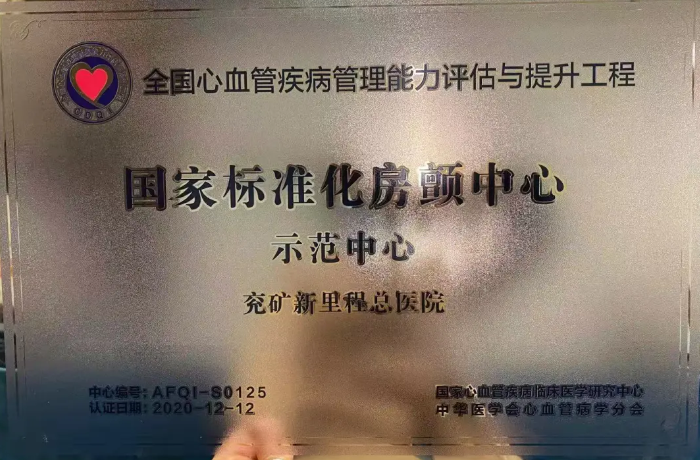 全国心血管疾病管理能力评估与提升工程
国家标准化房颤中心
示范中心
兖矿新里程总医院
中心编号: AFQI-S0125
认证日期: 2020-12-12
国家心血管疾病临床医学研究中心
中华医学会心血管病学分会